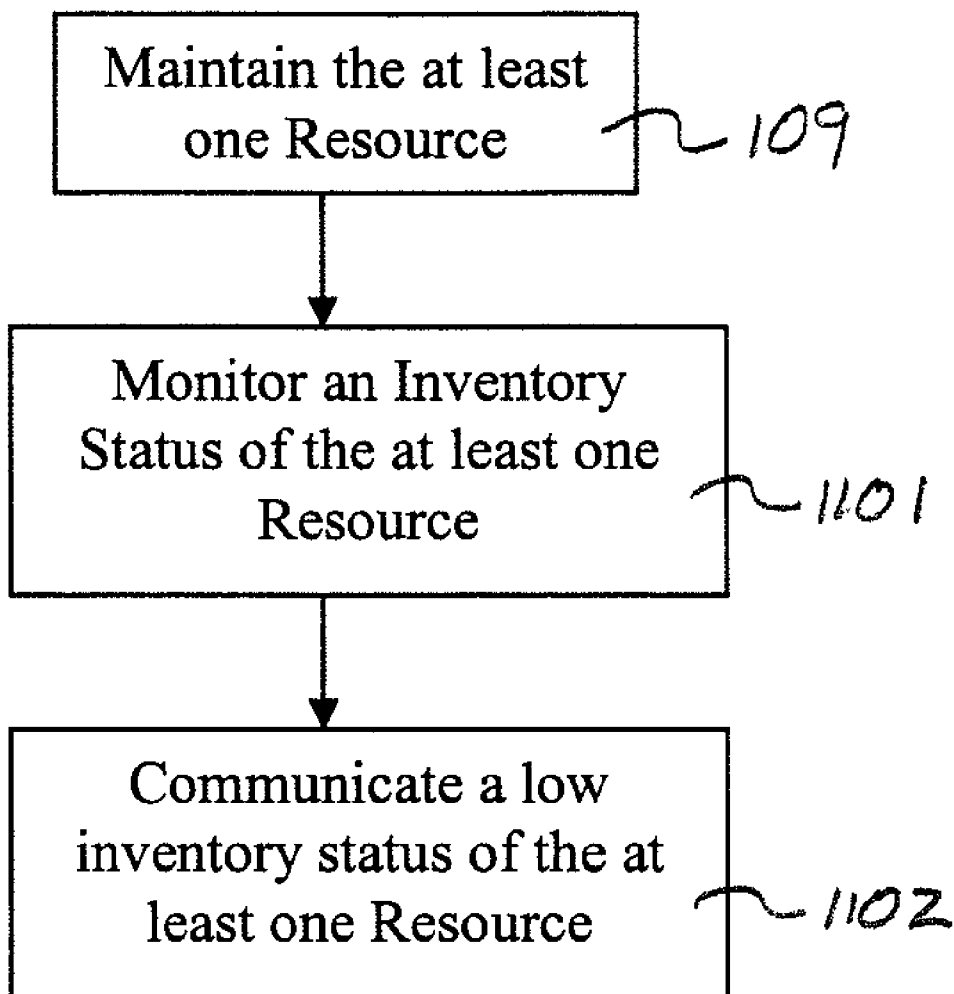 Maintain the at least
one Resource
109
Monitor an Inventory
Status of the at least one
Resource
1101
Communicate a low
inventory status of the at
least one Resource
1102